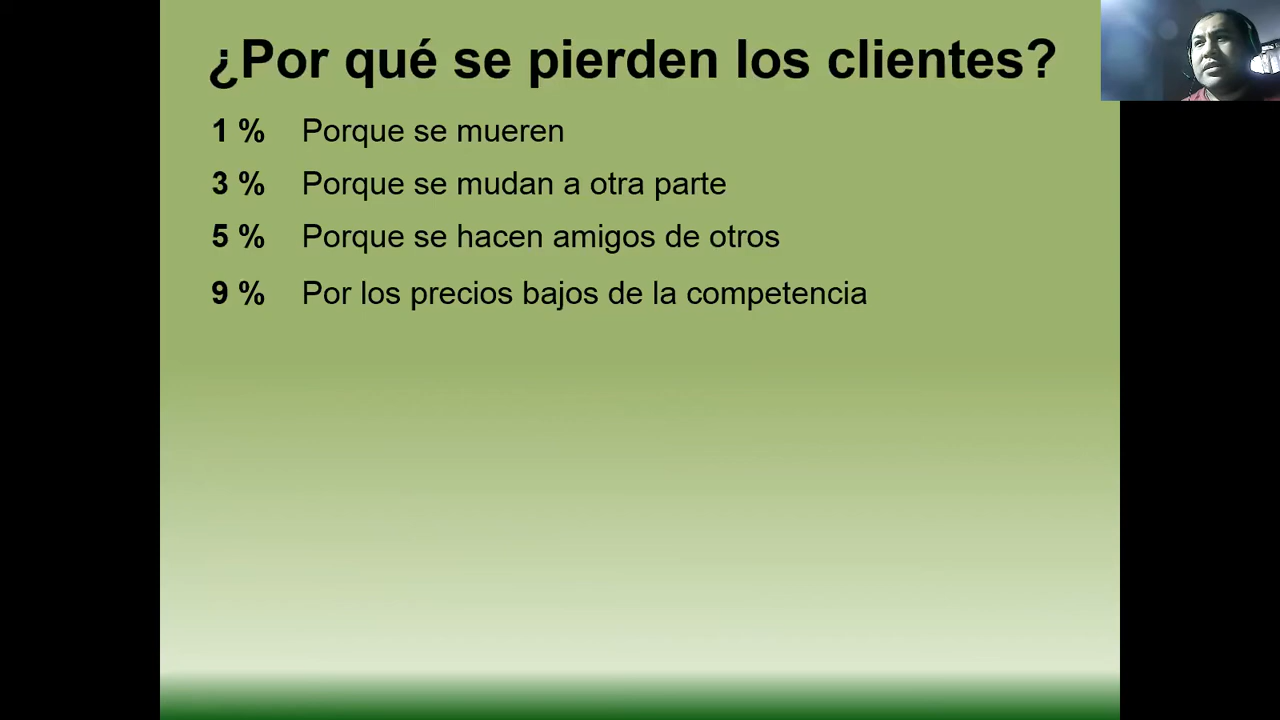 ¿Por qué se pierden los clientes?
1 % Porque se mueren
3 % Porque se mudan a otra parte
5 % Porque se hacen amigos de otros
9 % Por los precios bajos de la competencia